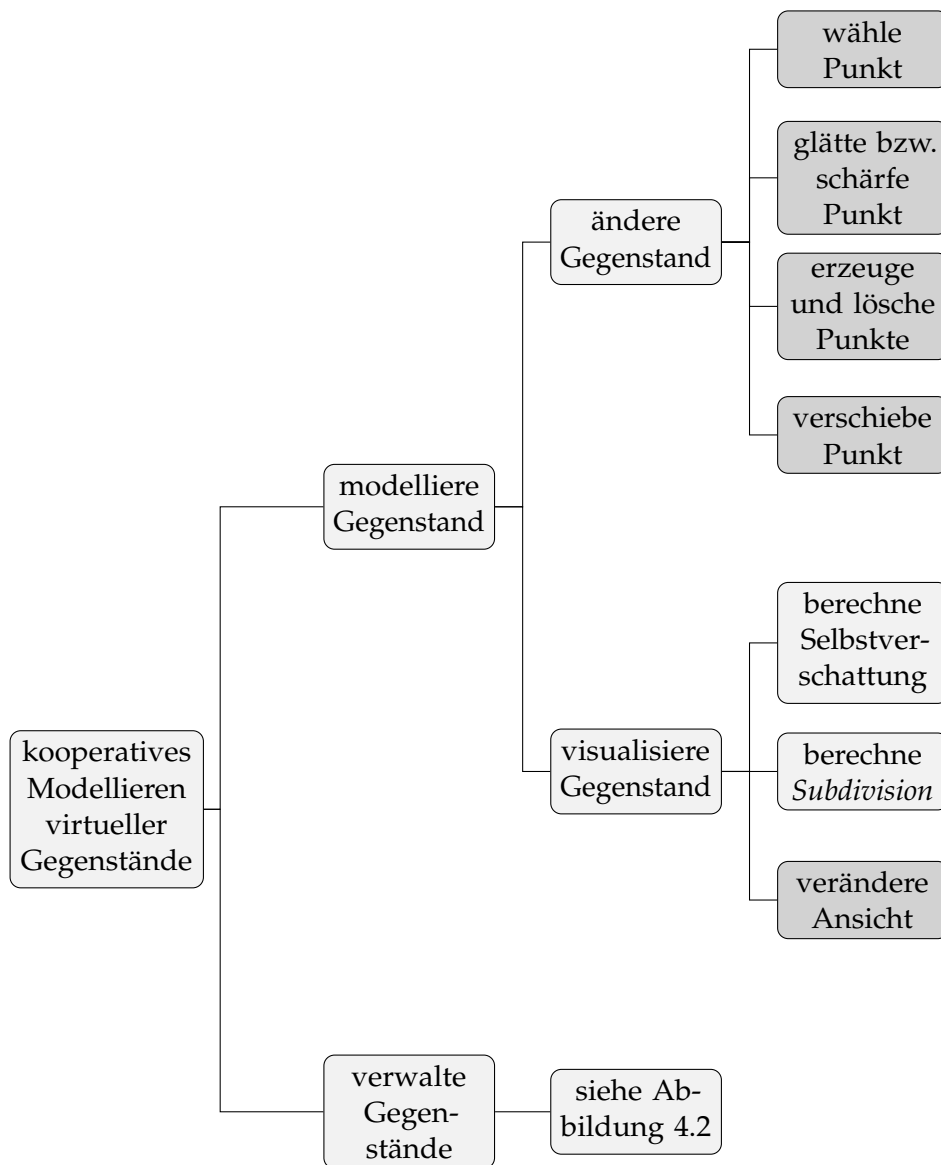 wähle
Punkt
glätte bzw.
schärfe
Punkt
ändere
Gegenstand
erzeuge
und lösche
Punkte
verschiebe
Punkt
modelliere
Gegenstand
berechne
Selbstver-
schattung
kooperatives
Modellieren
virtueller
Gegenstände
visualisiere
Gegenstand
berechne
Subdivision
verändere
Ansicht
verwalte
Gegen-
stände
siehe Ab-
bildung 4.2